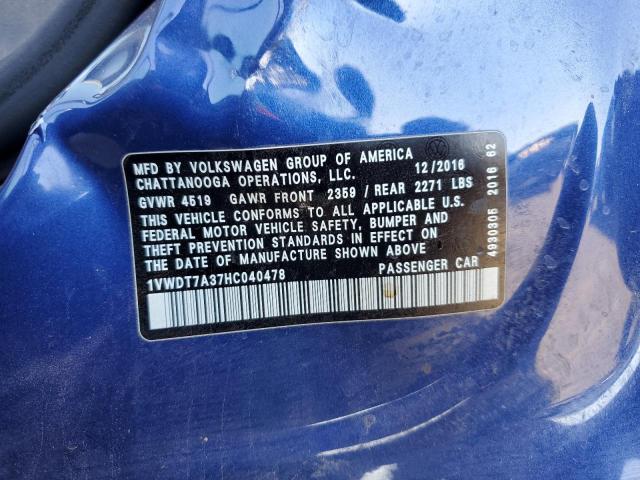 MFD BY VOLKSWAGEN GROUP OF AMERICA
CHATTANOOGA OPERATIONS, LLC. 12/2016
GVWR 4519 GAWR FRONT 2359 / REAR 2271 LBS
THIS VEHICLE CONFORMS TO ALL APPLICABLE U.S.
FEDERAL MOTOR VEHICLE SAFETY, BUMPER AND
THEFT PREVENTION STANDARDS IN EFFECT ON
THE DATE OF MANUFACTURE SHOWN ABOVE
1VWDT7A37HC040478 PASSENGER CAR
4930305 2016 62